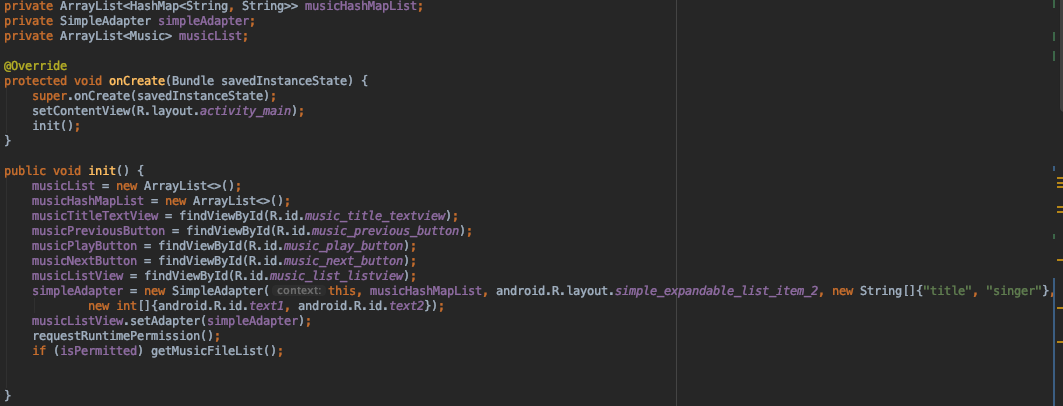 private ArrayList<HashMap<String, String>> musicHashMapList;
private SimpleAdapter simpleAdapter;
private ArrayList<Music> musicList;
@Override
protected void onCreate(Bundle savedInstanceState) {
super.onCreate(savedInstanceState);
setContentView(R.layout.activity_main);
init();
}
public void init() {
musicList = new ArrayList<>();
musicHashMapList = new ArrayList<>();
musicTitleTextView = findViewById(R.id.music_title_textview);
musicPreviousButton = findViewById(R.id.music_previous_button);
musicPlayButton = findViewById(R.id.music_play_button);
musicNextButton = findViewById(R.id.music_next_button);
musicListView = findViewById(R.id.music_list_listview);
simpleAdapter = new SimpleAdapter( context: this, musicHashMapList, android.R.layout.simple_expandable_list_item_2, new String[]{"title", "singer"},
new int[]{android.R.id.text1, android.R.id.text2});
musicListView.setAdapter(simpleAdapter);
requestRuntimePermission();
if (isPermitted) getMusicFileList();
}